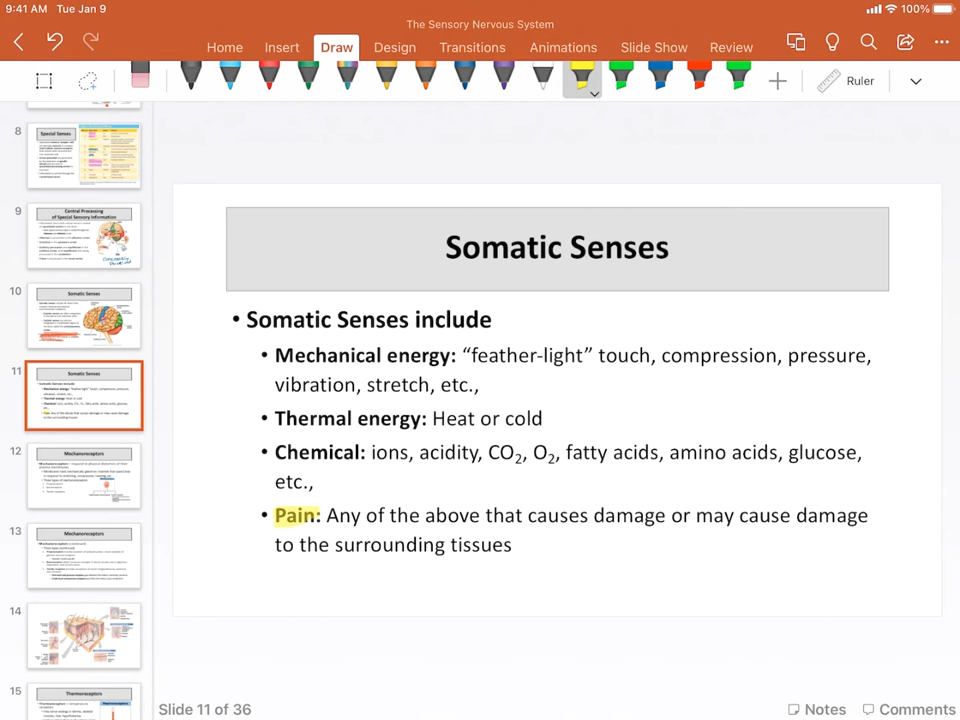 9:41 AM Tue Jan 9
100%
The Sensory Nervous System
Home Insert Draw Design Transitions Animations Slide Show Review
Ruler
8
Special Senses
9
Central Processing
of Special Sensory Information
10
Somatic Senses
11
Somatic Senses
Somatic Senses include
12
Mechanoreceptors
13
Mechanoreceptors
14
15
Thermoreceptors
Somatic Senses
• Somatic Senses include
• Mechanical energy: “feather-light” touch, compression, pressure,
vibration, stretch, etc.,
• Thermal energy: Heat or cold
• Chemical: ions, acidity, CO₂, O₂, fatty acids, amino acids, glucose,
etc.,
• Pain: Any of the above that causes damage or may cause damage
to the surrounding tissues
Slide 11 of 36
Notes Comments